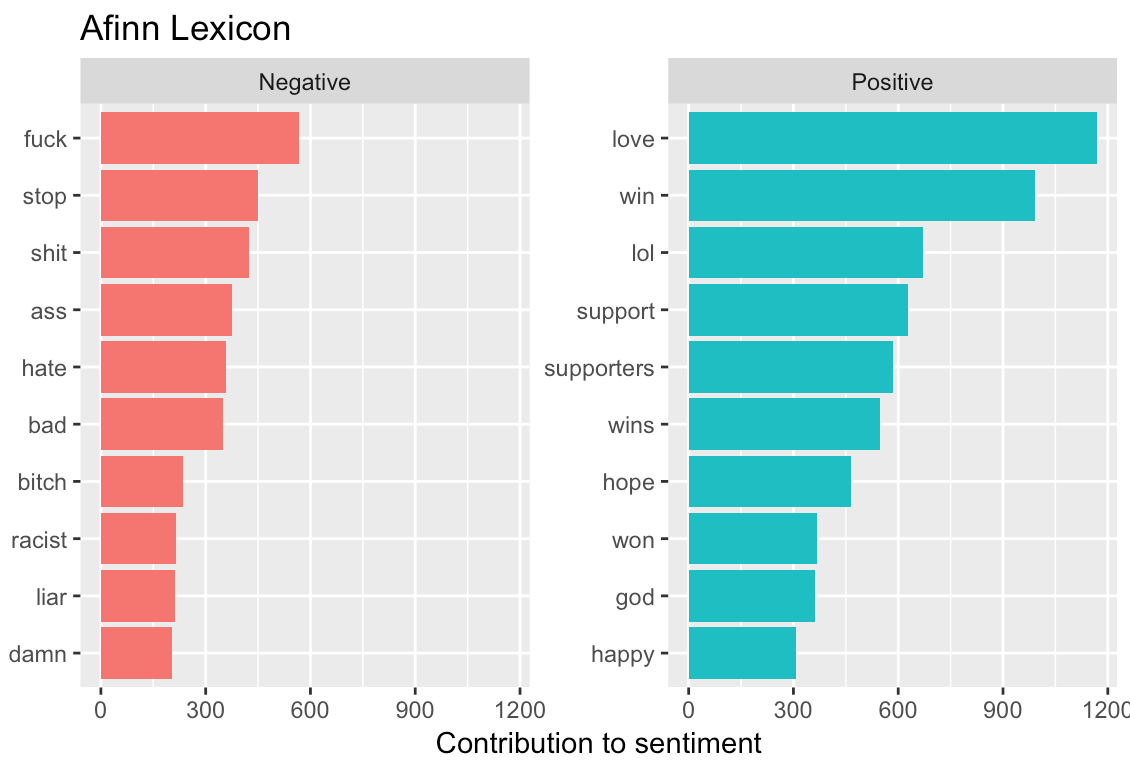 Afinn Lexicon
Negative
Positive
fuck
stop
shit
ass
hate
bad
bitch
racist
liar
damn
love
win
lol
support
supporters
wins
hope
won
god
happy
0 300 600 900 1200
0 300 600 900 1200
Contribution to sentiment